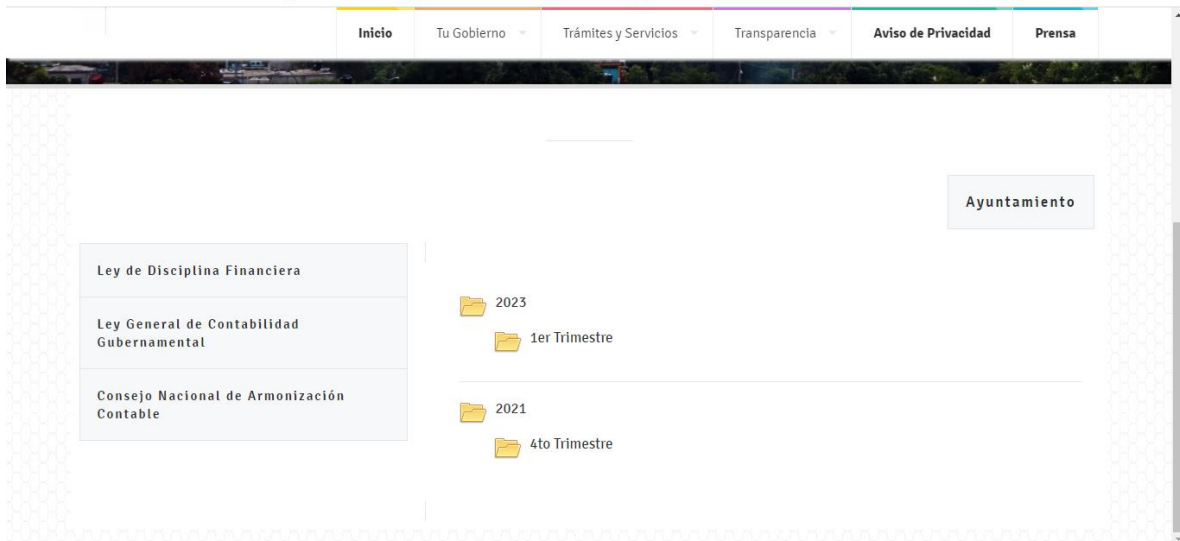 Inicio Tu Gobierno Trámites y Servicios Transparencia Aviso de Privacidad Prensa
Ayuntamiento
Ley de Disciplina Financiera
Ley General de Contabilidad
Gubernamental
Consejo Nacional de Armonización
Contable
2023
1er Trimestre
2021
4to Trimestre